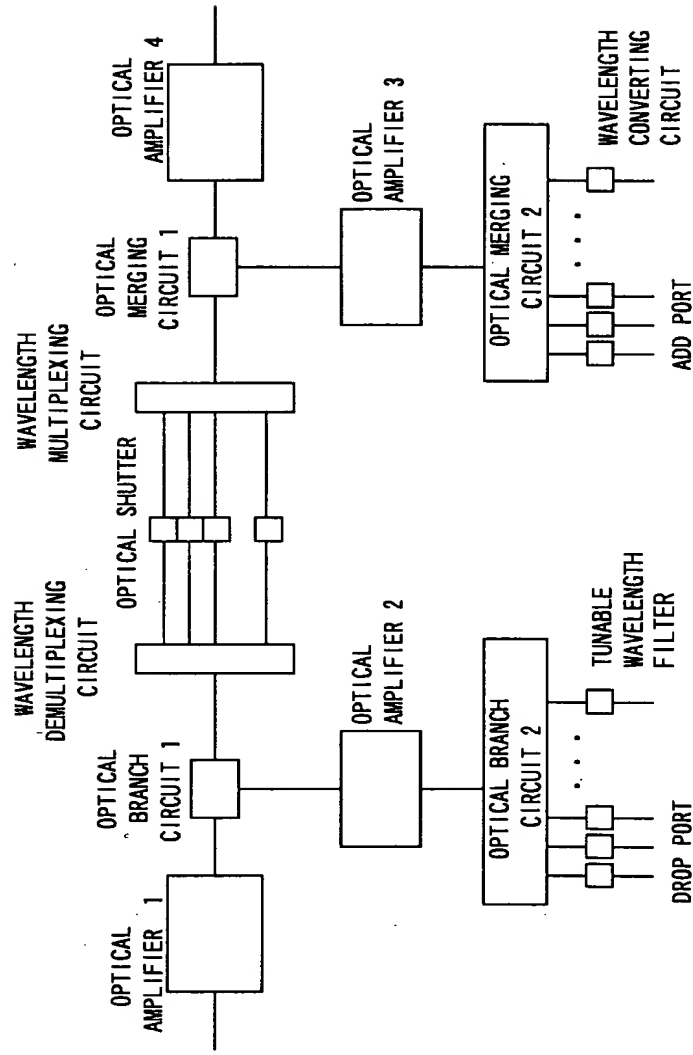 WAVELENGTH
DEMULTIPLEXING
CIRCUIT
WAVELENGTH
MULTIPLEXING
CIRCUIT
OPTICAL
AMPLIFIER 1
OPTICAL
BRANCH
CIRCUIT 1
OPTICAL SHUTTER
OPTICAL
MERGING
CIRCUIT 1
OPTICAL
AMPLIFIER 4
OPTICAL
AMPLIFIER 2
OPTICAL
AMPLIFIER 3
OPTICAL BRANCH
CIRCUIT 2
OPTICAL MERGING
CIRCUIT 2
DROP PORT
TUNABLE
WAVELENGTH
FILTER
ADD PORT
WAVELENGTH
CONVERTING
CIRCUIT